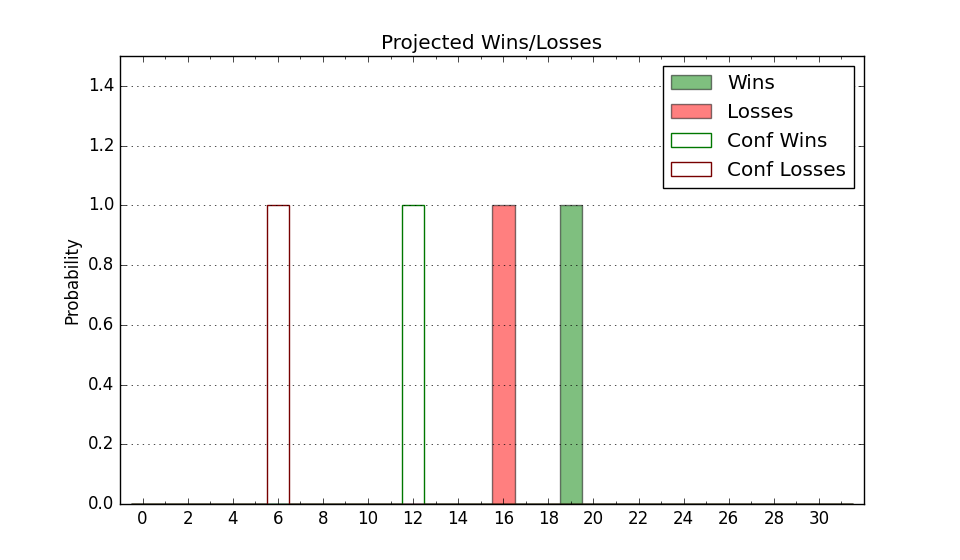 Projected Wins/Losses
Wins
Losses
Conf Wins
Conf Losses
Probability
1.4
1.2
1.0
0.8
0.6
0.4
0.2
0.0
0 2 4 6 8 10 12 14 16 18 20 22 24 26 28 30